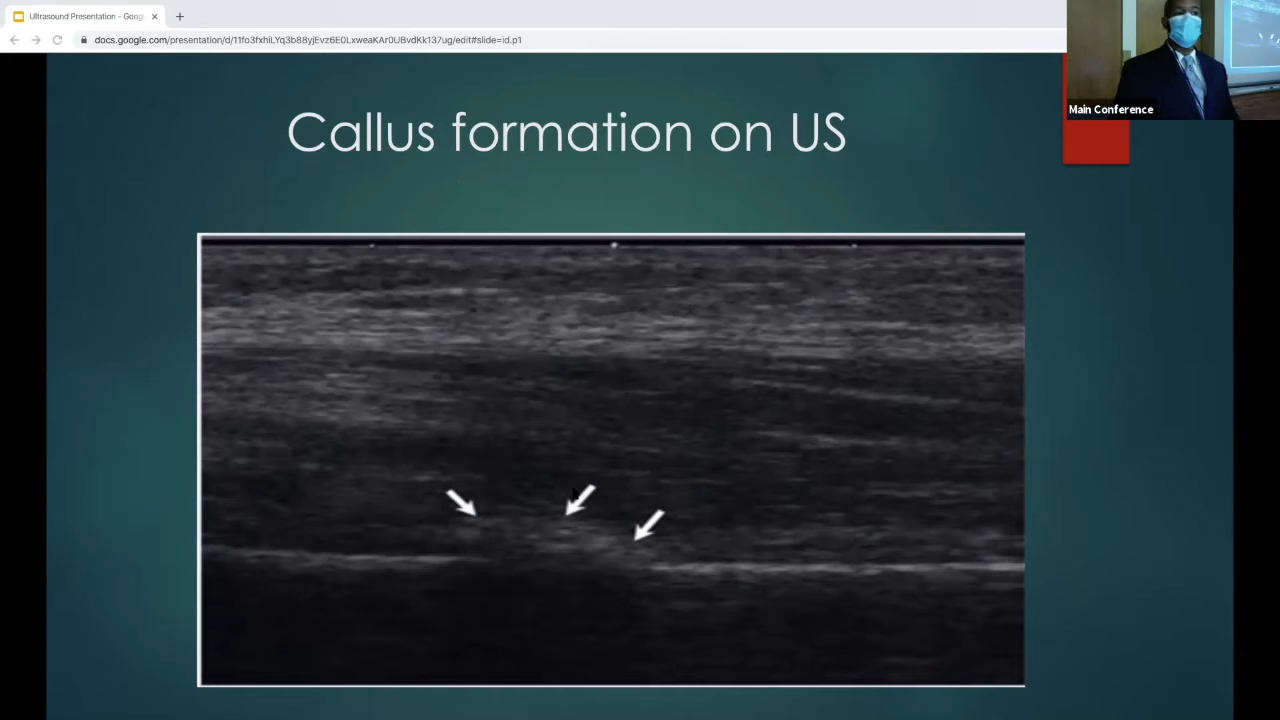 Ultrasound Presentation - Goog
docs.google.com/presentation/d/11fo3fxhiLYq3b88yjEvz6E0LxweaKAr0UBvdKk137ug/edit#slide=id.p1
Main Conference
Callus formation on US